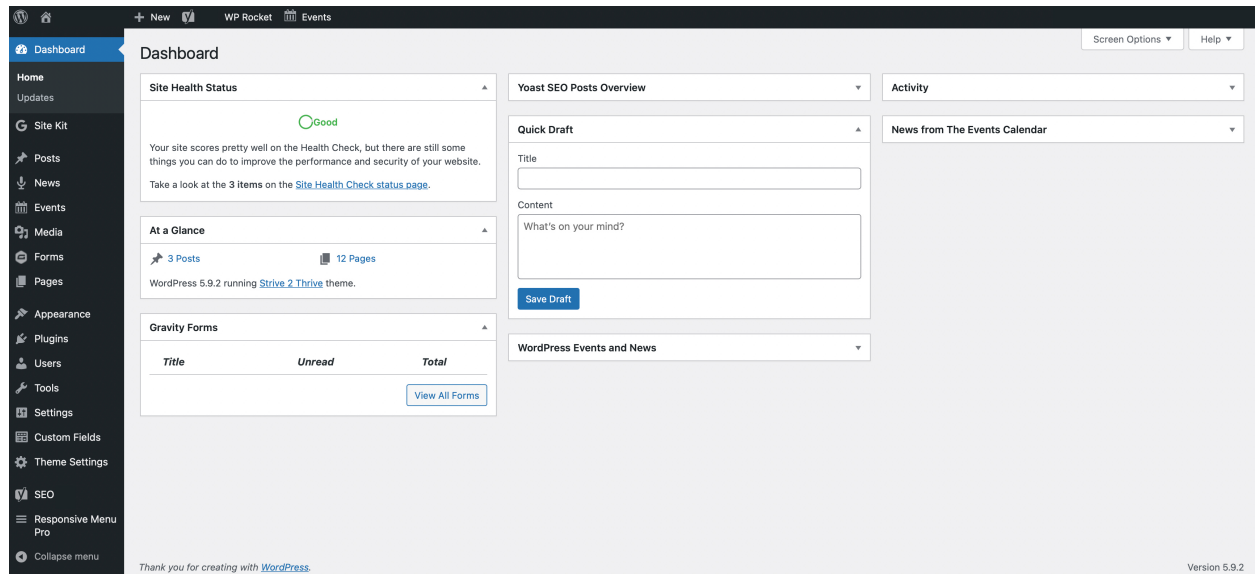 New WP Rocket Events
Dashboard
Home
Updates
Site Kit
Posts
News
Events
Media
Forms
Pages
Appearance
Plugins
Users
Tools
Settings
Custom Fields
Theme Settings
SEO
Responsive Menu
Pro
Collapse menu
Screen Options ▼ Help ▼
Dashboard
Site Health Status
Good
Your site scores pretty well on the Health Check, but there are still some
things you can do to improve the performance and security of your website.
Take a look at the 3 items on the Site Health Check status page.
At a Glance
3 Posts 12 Pages
WordPress 5.9.2 running Strive 2 Thrive theme.
Gravity Forms
Title Unread Total
View All Forms
Yoast SEO Posts Overview
Quick Draft
Title
Content
What's on your mind?
Save Draft
WordPress Events and News
Activity
News from The Events Calendar
Thank you for creating with WordPress.
Version 5.9.2